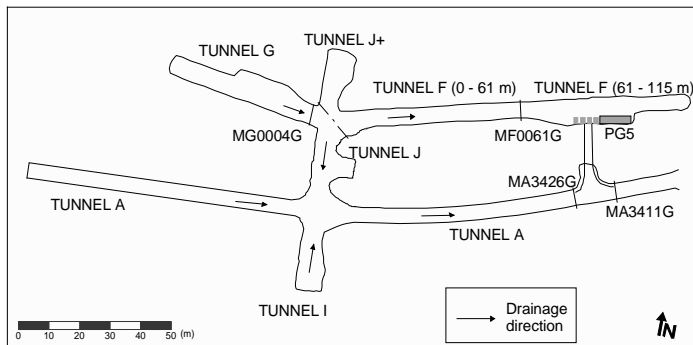 TUNNEL J+
TUNNEL G
TUNNEL F (0 - 61 m)
TUNNEL F (61 - 115 m)
MG0004G
MF0061G
PG5
TUNNEL J
MA3426G
TUNNEL A
MA3411G
TUNNEL A
TUNNEL I
Drainage
direction
0 10 20 30 40 50 (m)
N